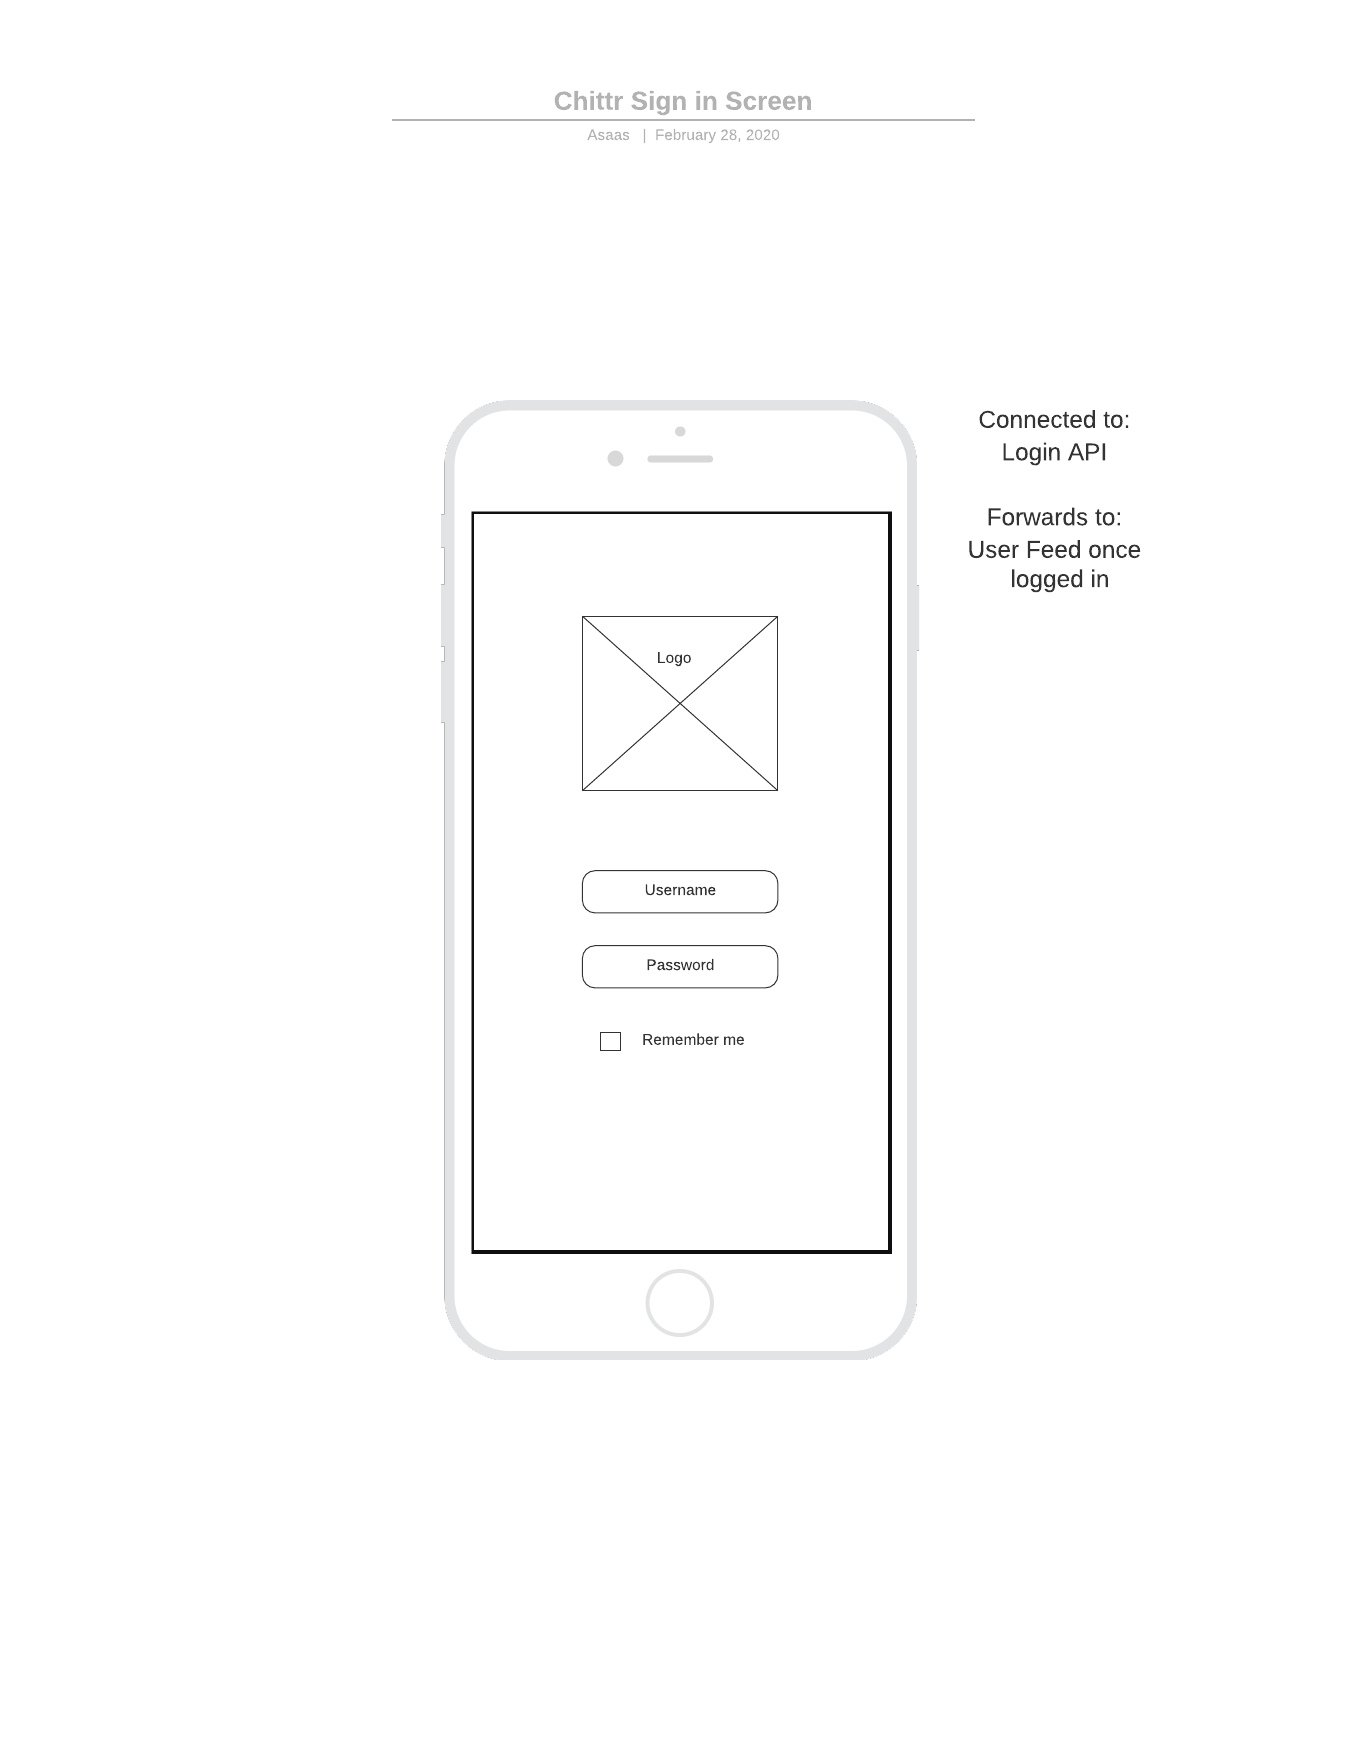 Chittr Sign in Screen
Asaas | February 28, 2020
Connected to:
Login API
Forwards to:
User Feed once
logged in
Logo
Username
Password
Remember me